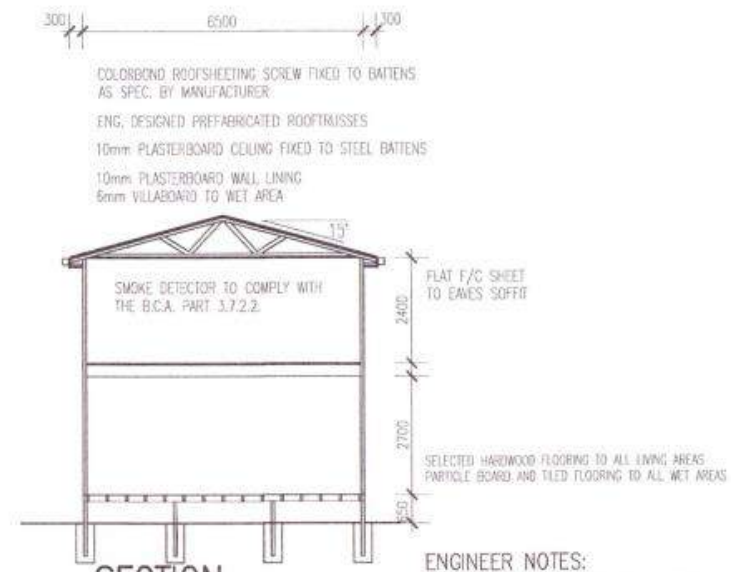 300 6500 300
COLORBOND ROOFSHEETING SCREW FIXED TO BATTENS
AS SPEC. BY MANUFACTURER
ENG. DESIGNED PREFABRICATED ROOFTRUSSES
10mm PLASTERBOARD CEILING FIXED TO STEEL BATTENS
10mm PLASTERBOARD WALL LINING
6mm VILLABOARD TO WET AREA
15°
SMOKE DETECTOR TO COMPLY WITH
THE B.C.A. PART 3.7.2.2.
FLAT F/C SHEET
TO EAVES SOFFIT
2400
2700
SELECTED HARDWOOD FLOORING TO ALL LIVING AREAS
PARTICLE BOARD AND TILED FLOORING TO ALL WET AREAS
650
SECTION
ENGINEER NOTES: